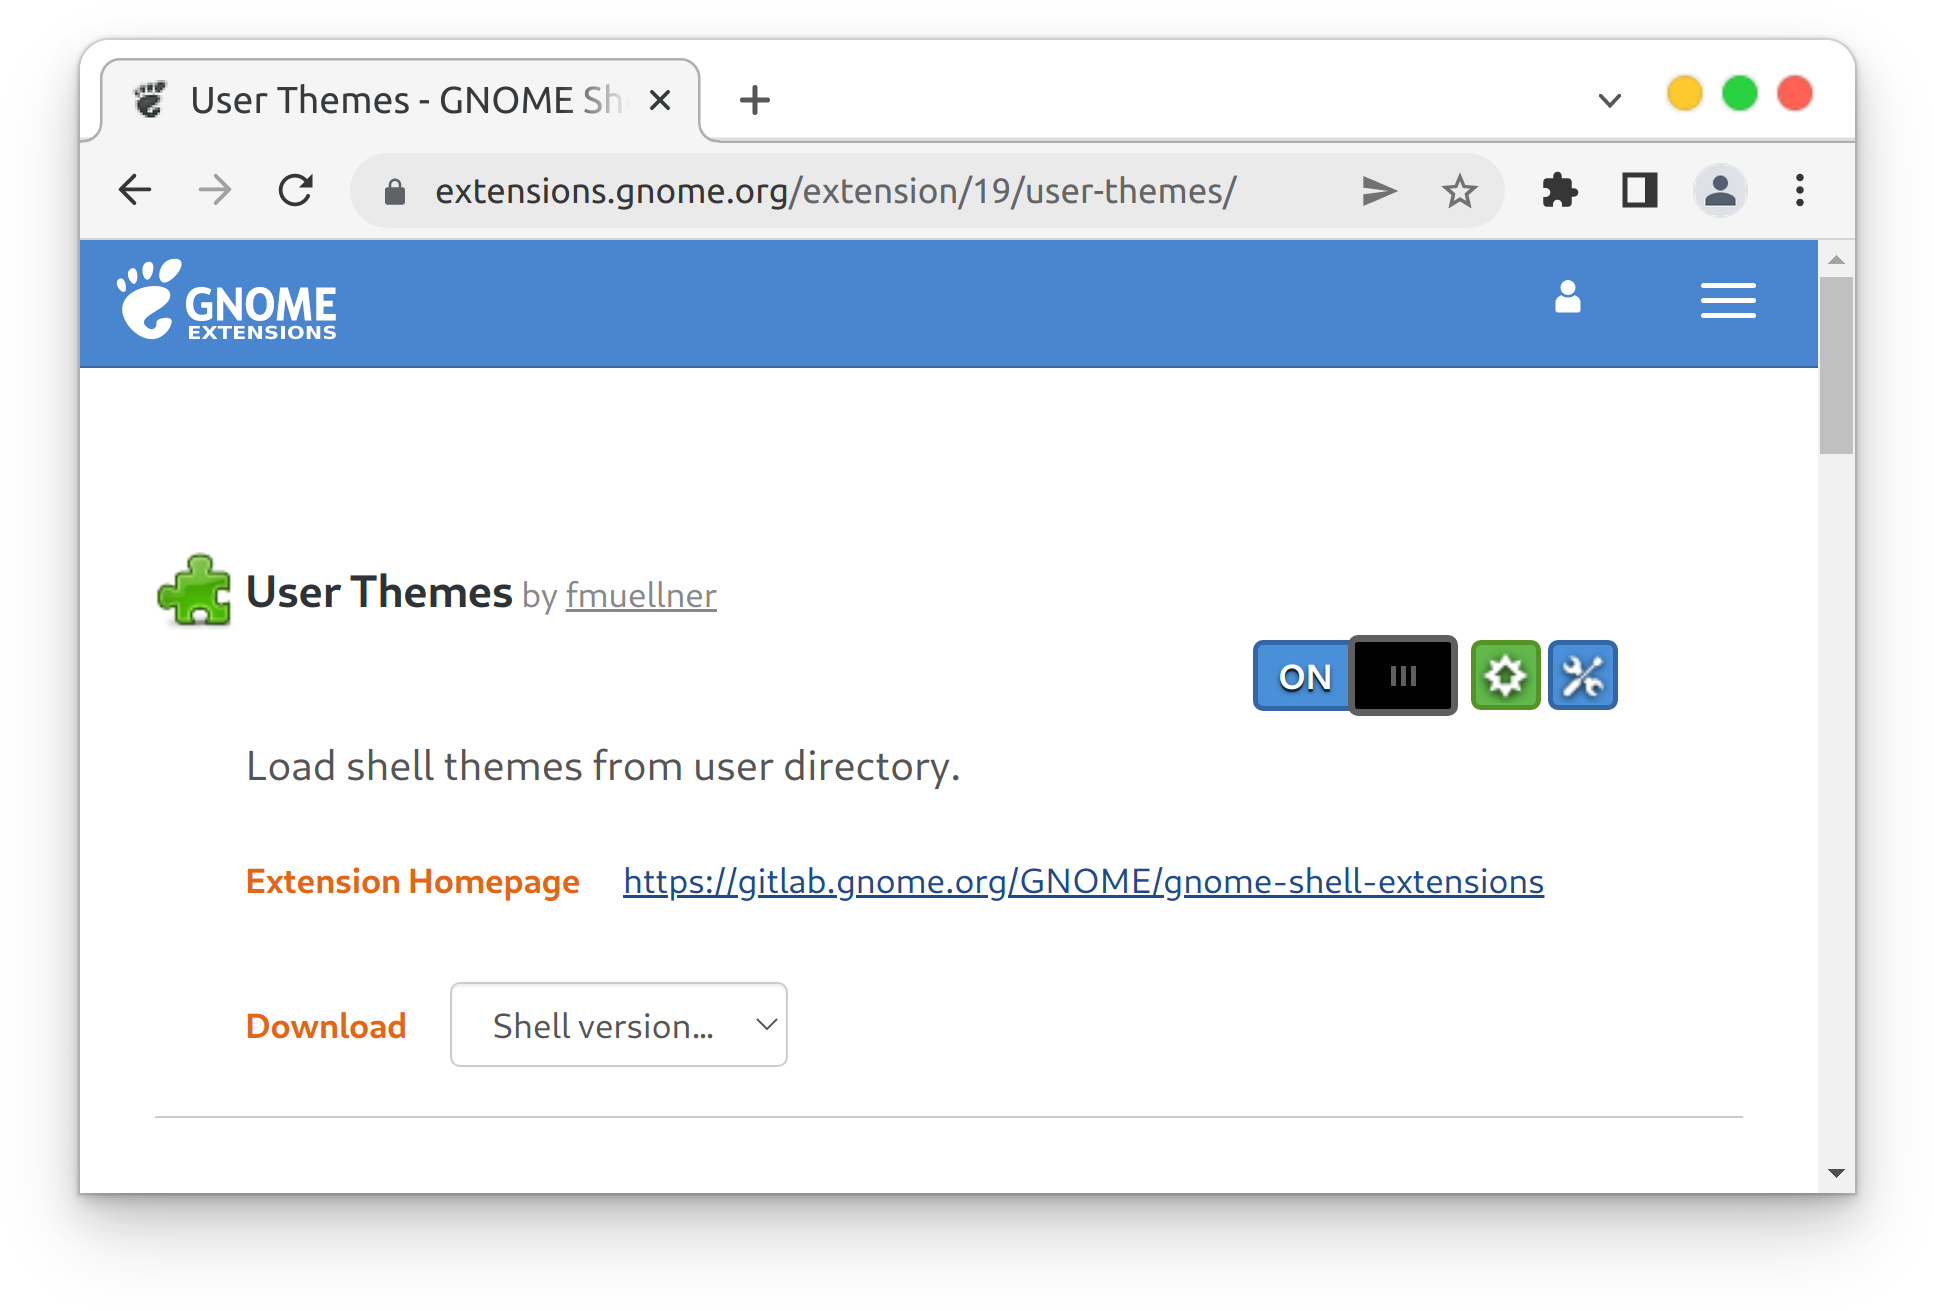 User Themes - GNOME Sh
extensions.gnome.org/extension/19/user-themes/
GNOME
EXTENSIONS
User Themes by fmuellner
ON
Load shell themes from user directory.
Extension Homepage https://gitlab.gnome.org/GNOME/gnome-shell-extensions
Download Shell version...